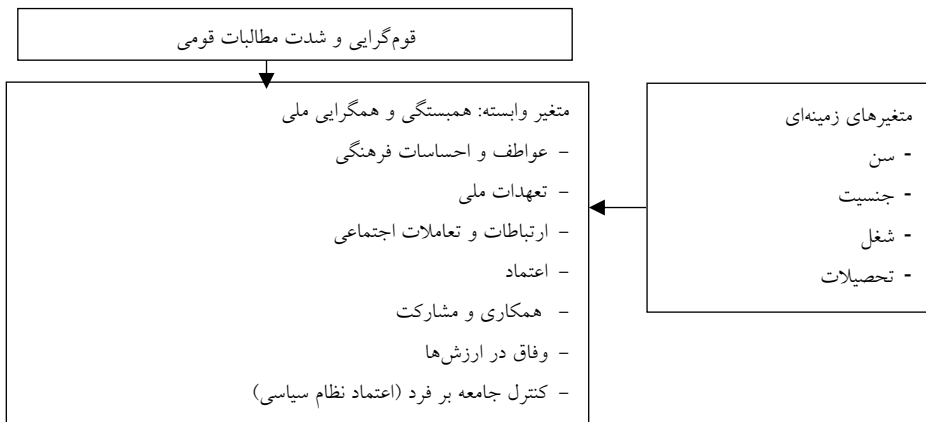 قوم‌گرایی و شدت مطالبات قومی
متغیر وابسته: همبستگی و همگرایی ملی
– عواطف و احساسات فرهنگی
– تعهدات ملی
– ارتباطات و تعاملات اجتماعی
– اعتماد
– همکاری و مشارکت
– وفاق در ارزش‌ها
– کنترل جامعه بر فرد (اعتماد نظام سیاسی)
متغیرهای زمینه‌ای
- سن
- جنسیت
- شغل
- تحصیلات